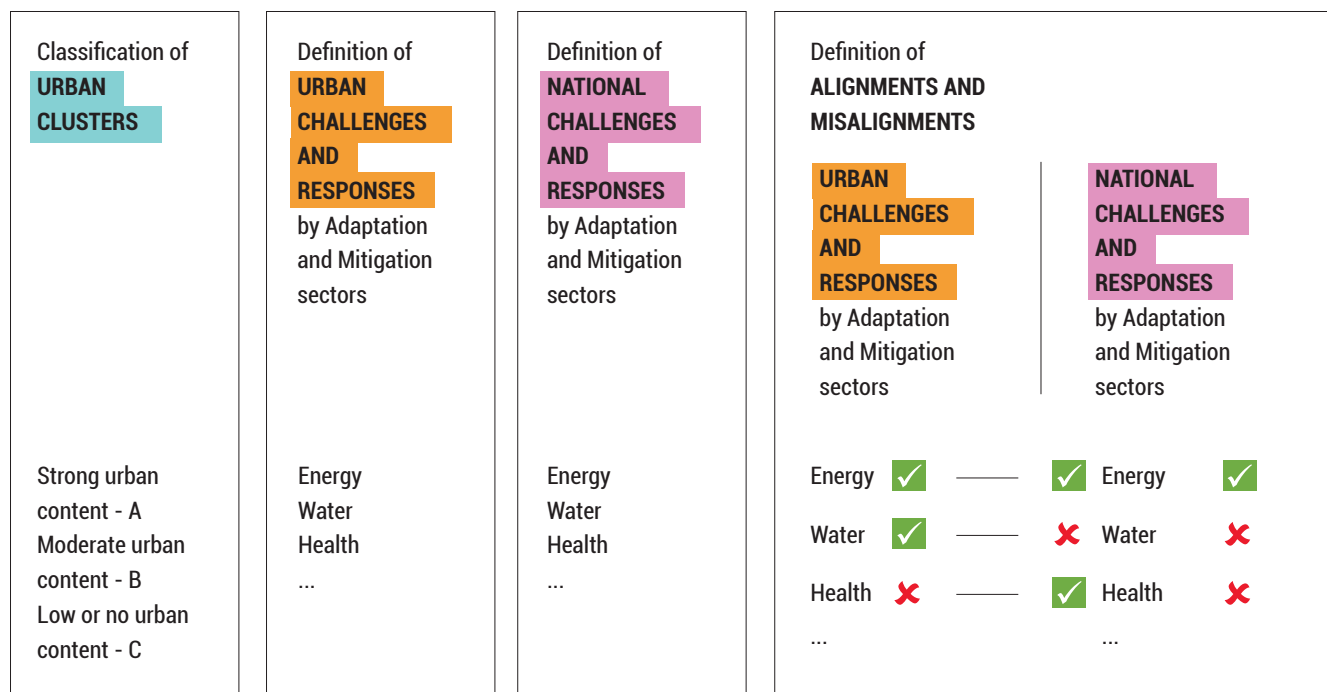 Classification of
URBAN
CLUSTERS
Strong urban
content - A
Moderate urban
content - B
Low or no urban
content - C
Definition of
URBAN
CHALLENGES
AND
RESPONSES
by Adaptation
and Mitigation
sectors
Energy
Water
Health
...
Definition of
NATIONAL
CHALLENGES
AND
RESPONSES
by Adaptation
and Mitigation
sectors
Energy
Water
Health
...
Definition of
ALIGNMENTS AND
MISALIGNMENTS
URBAN
CHALLENGES
AND
RESPONSES
by Adaptation
and Mitigation
sectors
NATIONAL
CHALLENGES
AND
RESPONSES
by Adaptation
and Mitigation
sectors
Energy Energy
Water Water
Health Health
... ...